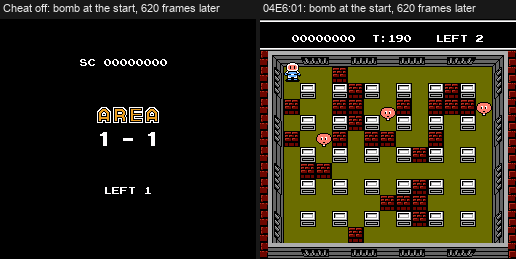 Cheat off: bomb at the start, 620 frames later
SC 00000000
AREA
1 - 1
LEFT 1
04E6:01: bomb at the start, 620 frames later
00000000 T:190 LEFT 2